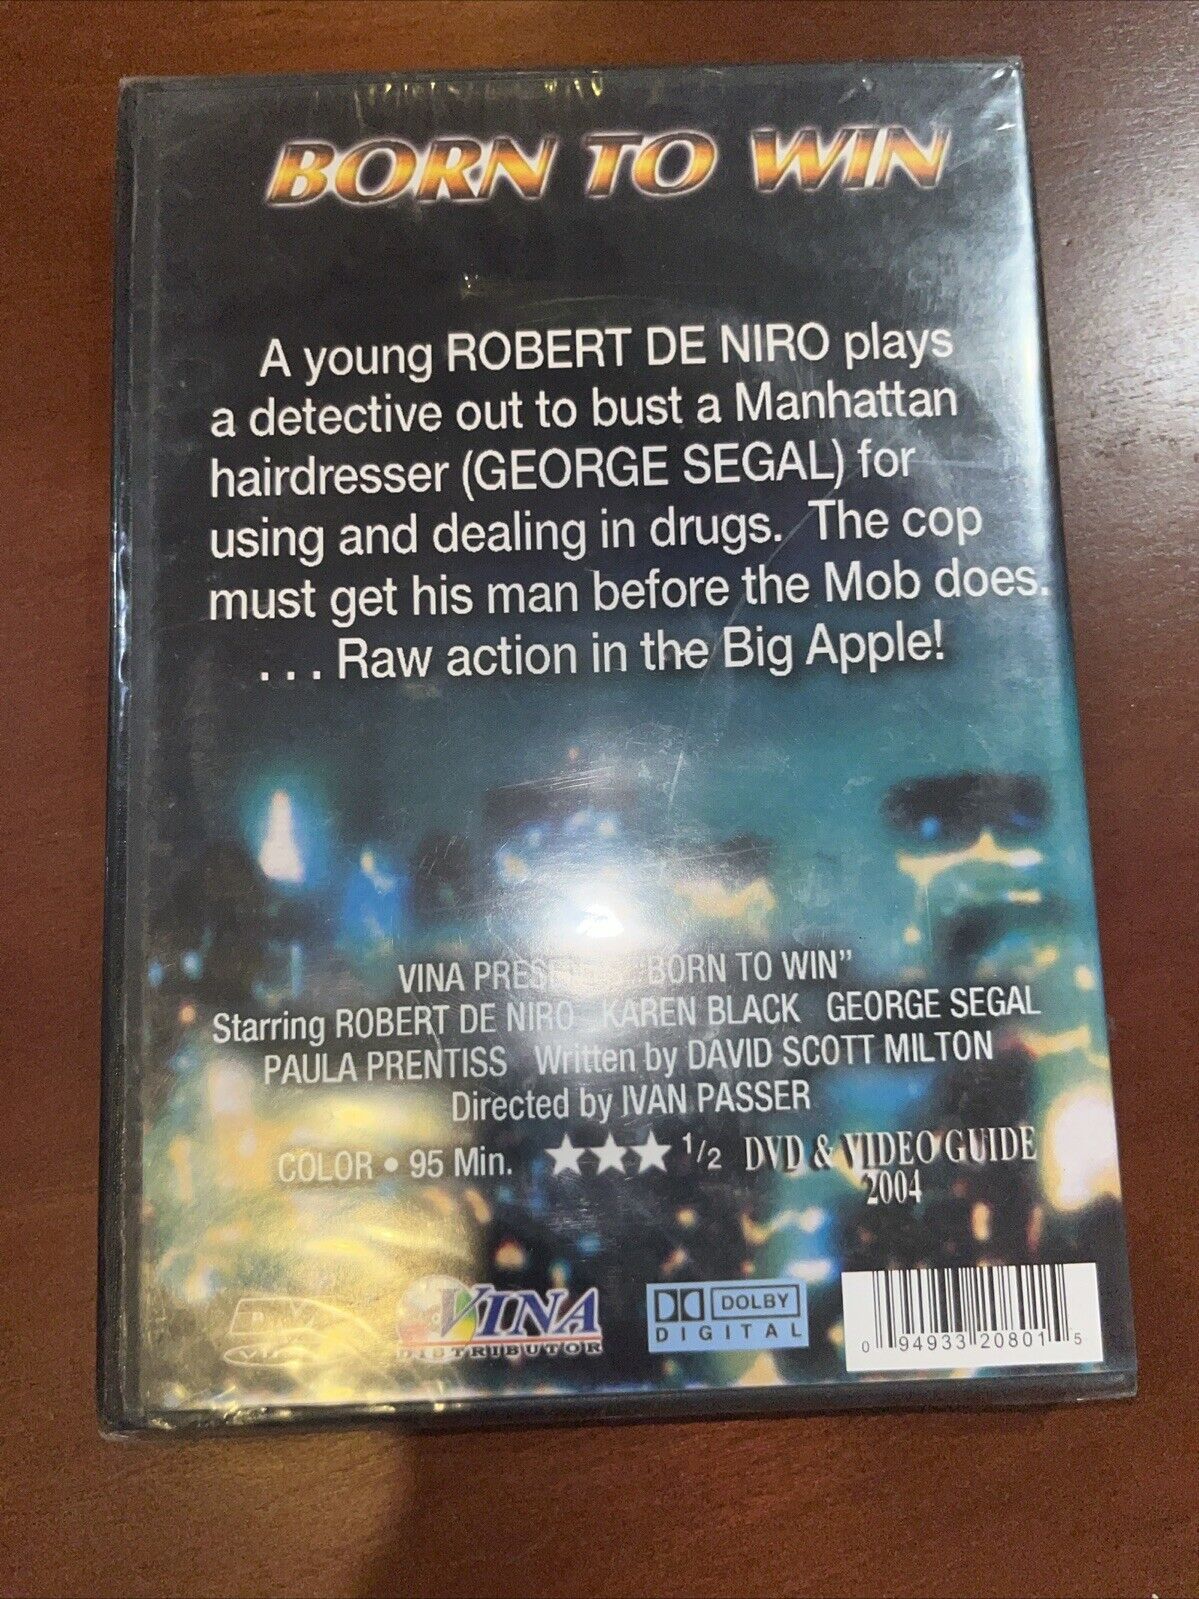 BORN TO WIN
A young ROBERT DE NIRO plays
a detective out to bust a Manhattan
hairdresser (GEORGE SEGAL) for
using and dealing in drugs. The cop
must get his man before the Mob does.
. . . Raw action in the Big Apple!
VINA "BORN TO WIN"
Starring ROBERT DE NIRO KAREN BLACK GEORGE SEGAL
PAULA PRENTISS Written by DAVID SCOTT MILTON
Directed by IVAN PASSER
COLOR • 95 Min. ★★★ 1/2 DVD & VIDEO GUIDE
2004
VINA
DISTRIBUTOR
DOLBY
DIGITAL
0 94933 20801 5